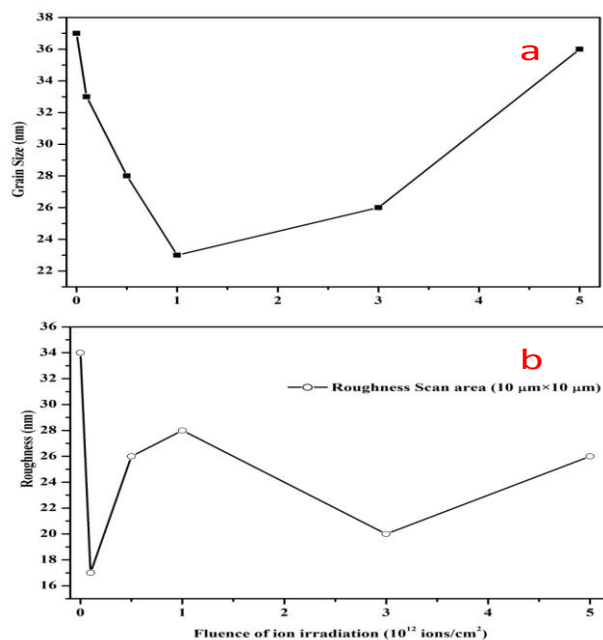 a
Grain Size (nm)
38
36
34
32
30
28
26
24
22
0 1 2 3 4 5
b
Roughness Scan area (10 μm×10 μm)
Roughness (nm)
36
34
32
30
28
26
24
22
20
18
16
0 1 2 3 4 5
Fluence of ion irradiation (10¹² ions/cm²)